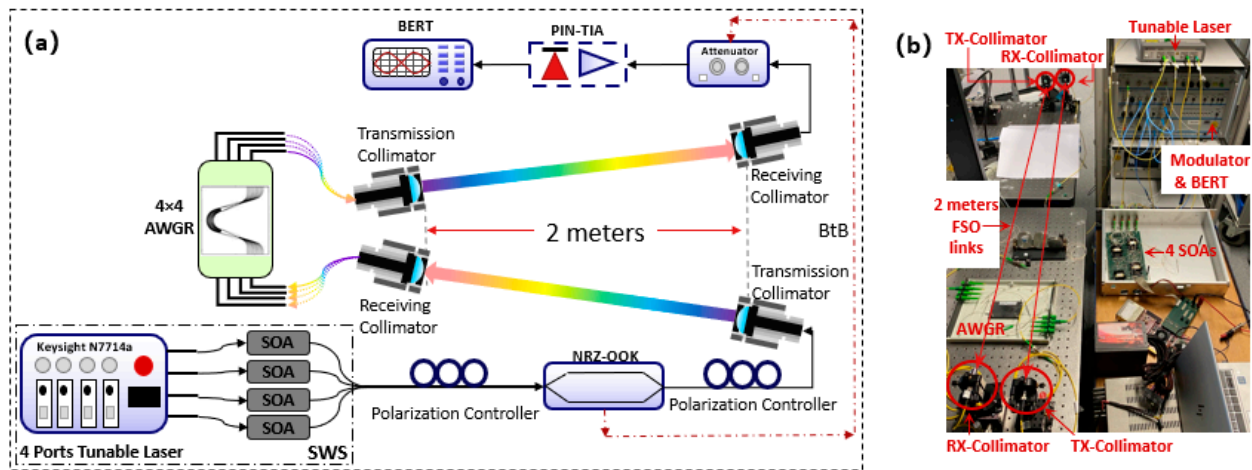 (a)
BERT
PIN-TIA
Attenuator
Transmission
Collimator
Receiving
Collimator
4×4
AWGR
2 meters
BtB
Receiving
Collimator
Transmission
Collimator
Keysight N7714a
SOA
SOA
SOA
SOA
4 Ports Tunable Laser
SWS
Polarization Controller
NRZ-OOK
Polarization Controller
(b)
Tunable Laser
TX-Collimator
RX-Collimator
Modulator
& BERT
2 meters
FSO
links
4 SOAs
AWGR
RX-Collimator
TX-Collimator